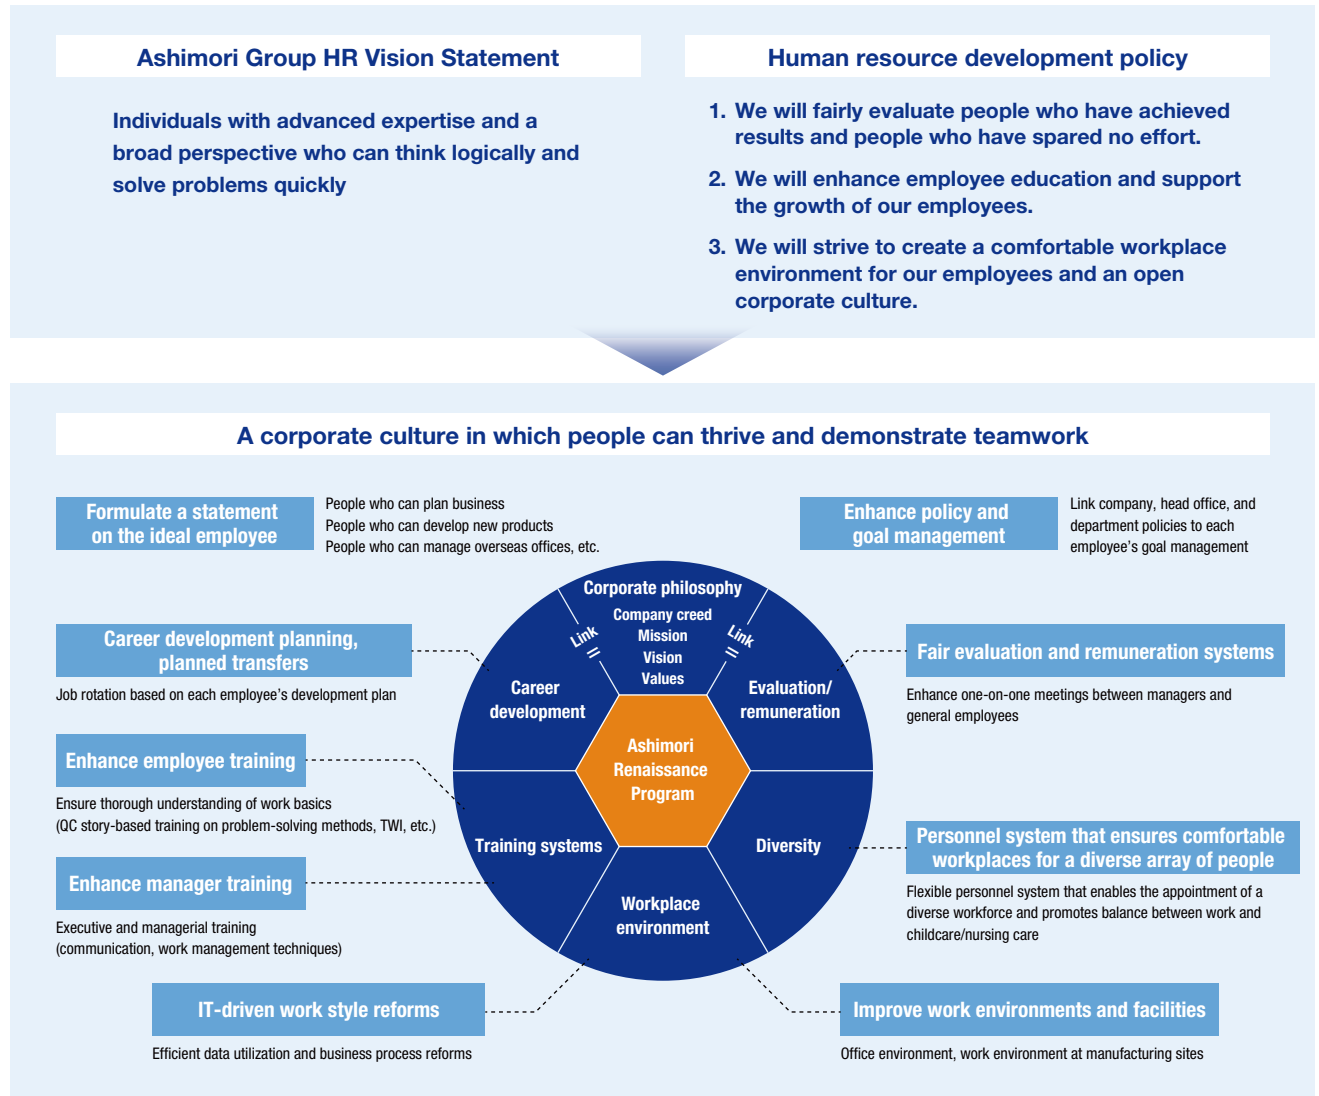 Ashimori Group HR Vision Statement
Individuals with advanced expertise and a
broad perspective who can think logically and
solve problems quickly
Human resource development policy
1. We will fairly evaluate people who have achieved
results and people who have spared no effort.
2. We will enhance employee education and support
the growth of our employees.
3. We will strive to create a comfortable workplace
environment for our employees and an open
corporate culture.
A corporate culture in which people can thrive and demonstrate teamwork
Formulate a statement
on the ideal employee
People who can plan business
People who can develop new products
People who can manage overseas offices, etc.
Enhance policy and
goal management
Link company, head office, and
department policies to each
employee's goal management
Career development planning,
planned transfers
Job rotation based on each employee's development plan
Enhance employee training
Ensure thorough understanding of work basics
(QC story-based training on problem-solving methods, TWI, etc.)
Enhance manager training
Executive and managerial training
(communication, work management techniques)
IT-driven work style reforms
Efficient data utilization and business process reforms
Corporate philosophy
Company creed
Mission
Vision
Values
Link
Link
Career
development
Evaluation/
remuneration
Ashimori
Renaissance
Program
Training systems
Diversity
Workplace
environment
Fair evaluation and remuneration systems
Enhance one-on-one meetings between managers and
general employees
Personnel system that ensures comfortable
workplaces for a diverse array of people
Flexible personnel system that enables the appointment of a
diverse workforce and promotes balance between work and
childcare/nursing care
Improve work environments and facilities
Office environment, work environment at manufacturing sites